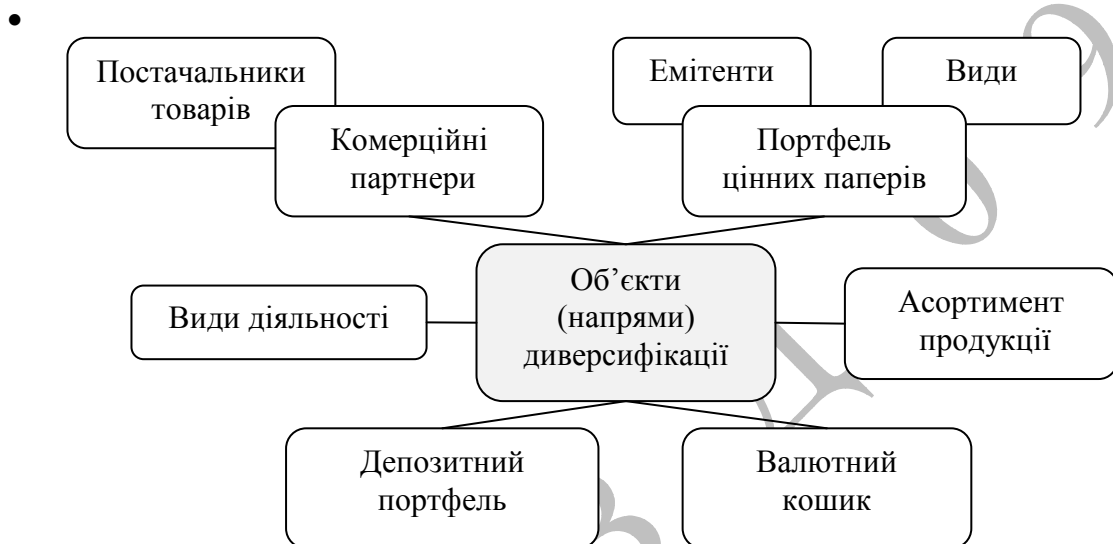 Постачальники
товарів
Комерційні
партнери
Емітенти
Види
Портфель
цінних паперів
Об’єкти
(напрями)
диверсифікації
Види діяльності
Асортимент
продукції
Депозитний
портфель
Валютний
кошик